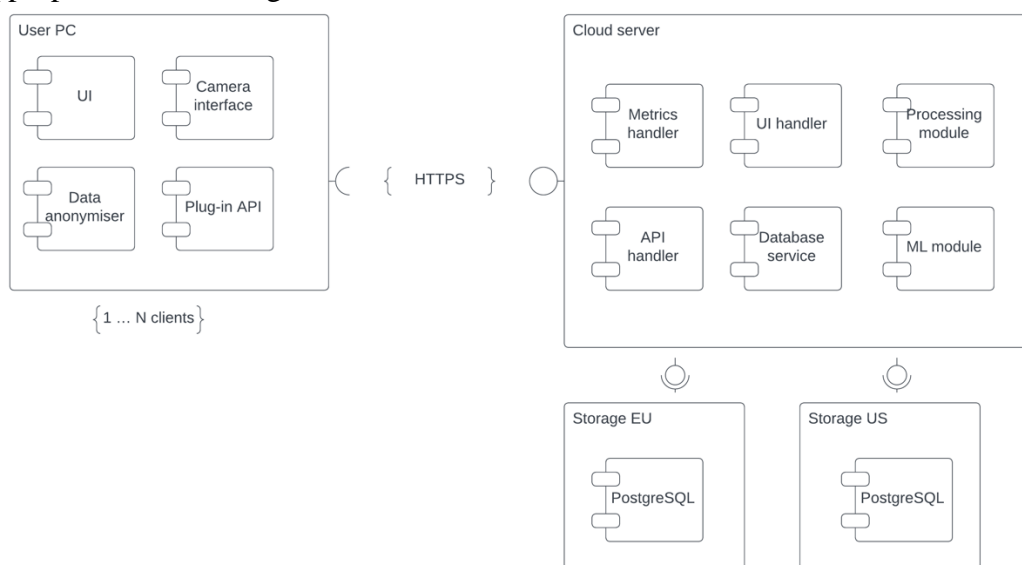 User PC
UI
Camera
interface
Data
anonymiser
Plug-in API
{1 … N clients}
{ HTTPS }
Cloud server
Metrics
handler
UI handler
Processing
module
API
handler
Database
service
ML module
Storage EU
PostgreSQL
Storage US
PostgreSQL